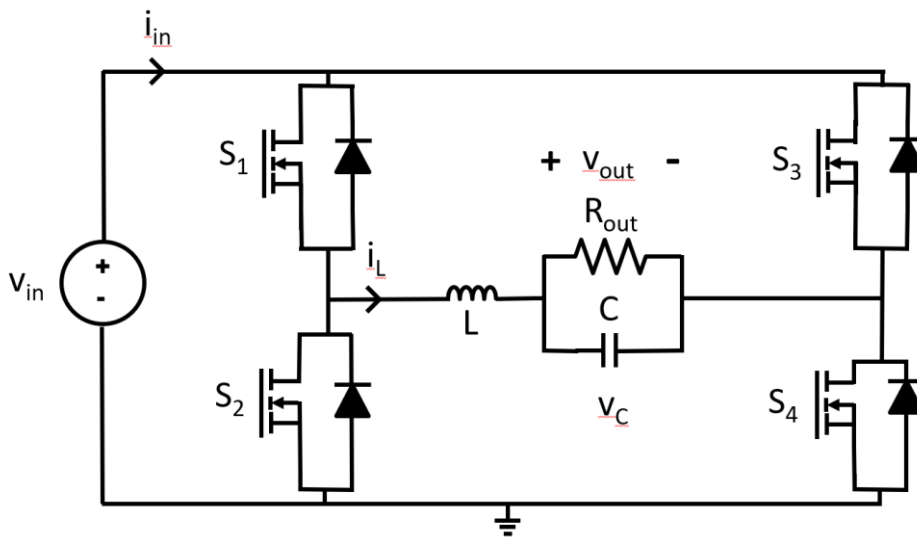 i_in
S_1
+ v_out -
S_3
R_out
v_in
+
-
i_L
L
C
S_2
v_C
S_4